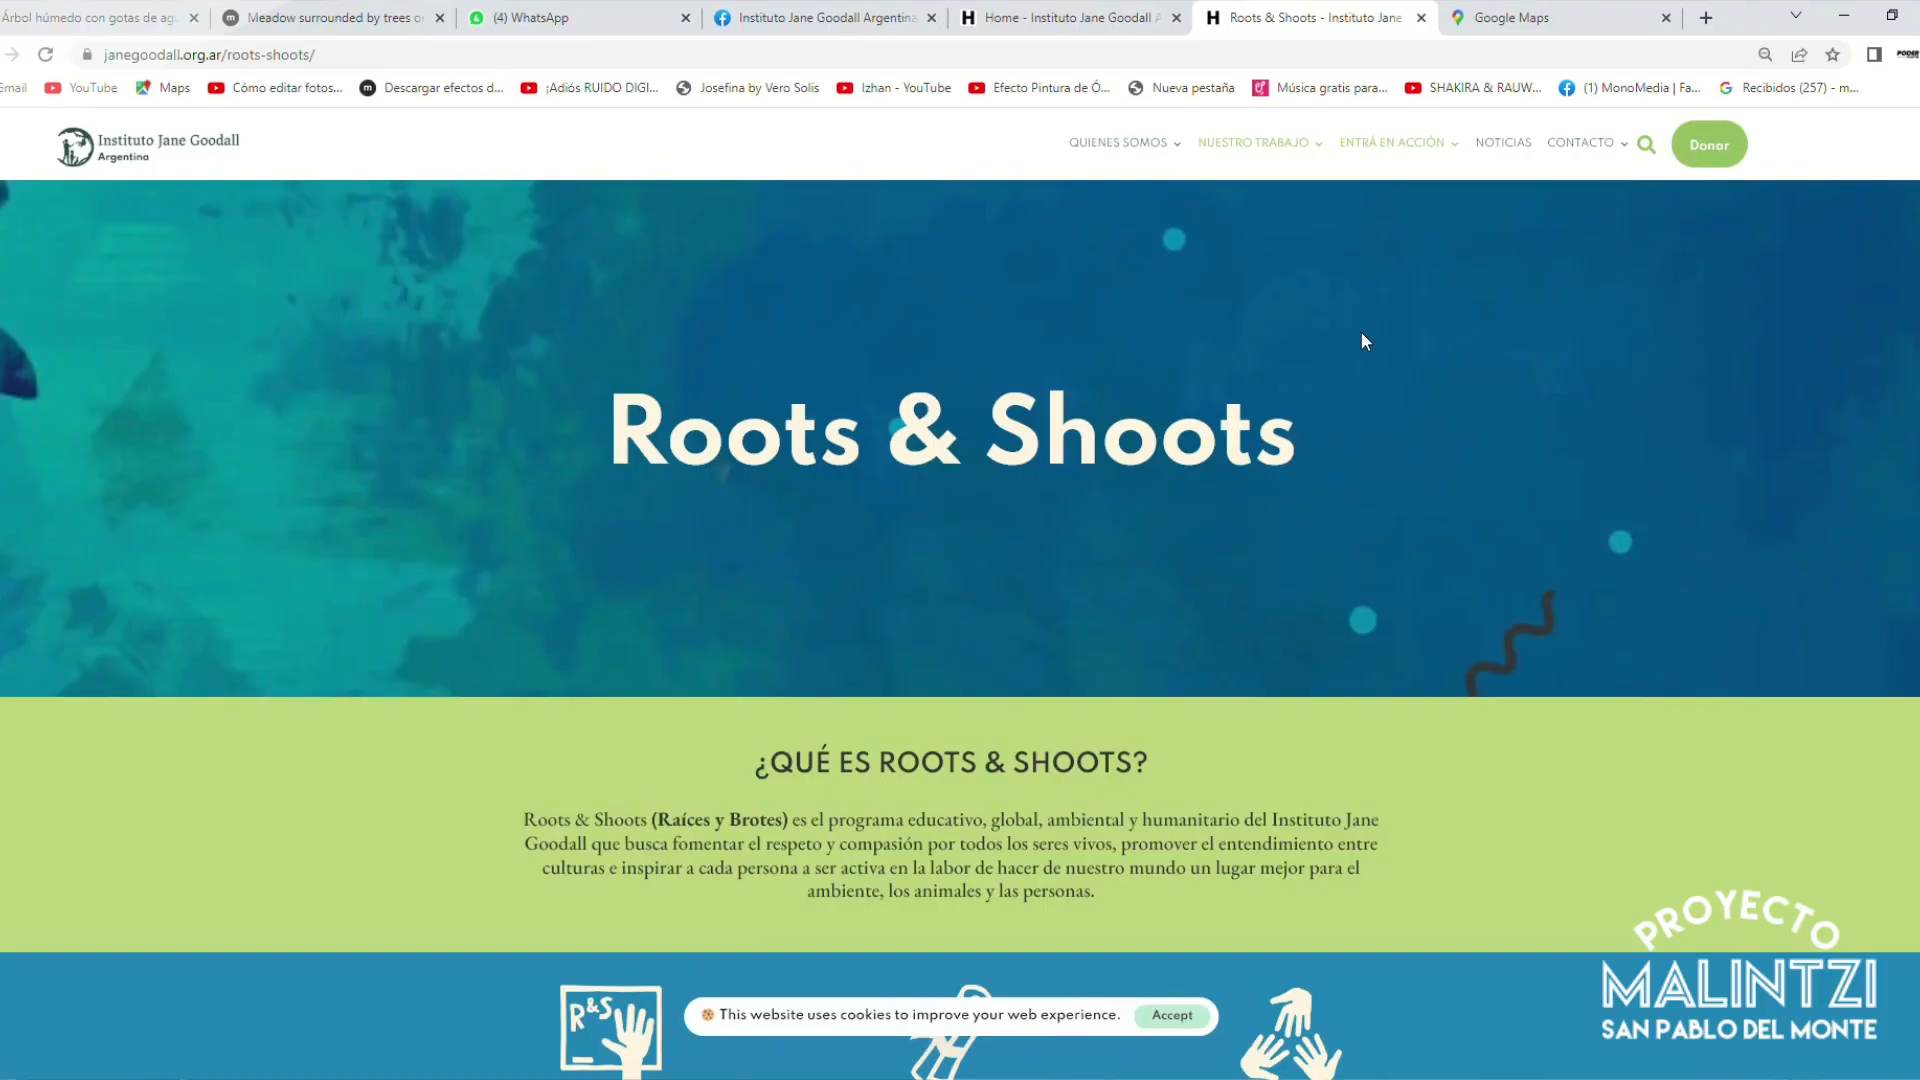 Árbol húmedo con gotas de agu
Meadow surrounded by trees o
(4) WhatsApp
Instituto Jane Goodall Argentina
Home - Instituto Jane Goodall A
Roots & Shoots - Instituto Jane
Google Maps
janegoodall.org.ar/roots-shoots/
Gmail
YouTube
Maps
Cómo editar fotos...
Descargar efectos d...
¡Adiós RUIDO DIGI...
Josefina by Vero Solis
Izhan - YouTube
Efecto Pintura de Ó...
Nueva pestaña
Música gratis para...
SHAKIRA & RAUW...
(1) MonoMedia | Fa...
Recibidos (257) - m...
Instituto Jane Goodall
Argentina
QUIENES SOMOS
NUESTRO TRABAJO
ENTRÁ EN ACCIÓN
NOTICIAS
CONTACTO
Donar
Roots & Shoots
¿QUÉ ES ROOTS & SHOOTS?
Roots & Shoots (Raíces y Brotes) es el programa educativo, global, ambiental y humanitario del Instituto Jane
Goodall que busca fomentar el respeto y compasión por todos los seres vivos, promover el entendimiento entre
culturas e inspirar a cada persona a ser activa en la labor de hacer de nuestro mundo un lugar mejor para el
ambiente, los animales y las personas.
R&S
This website uses cookies to improve your web experience.
Accept
PROYECTO
MALINTZI
SAN PABLO DEL MONTE